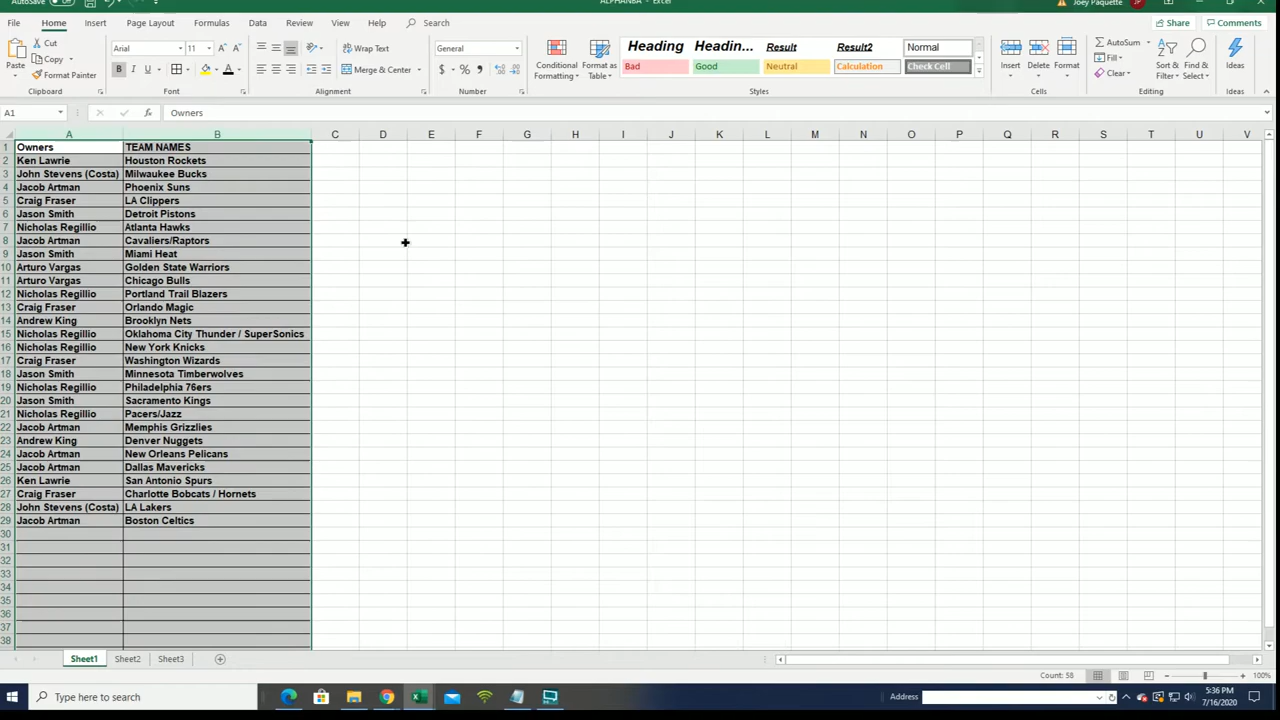 AutoSave Off
ALPHANBA - Excel
Joey Paquette JP
File Home Insert Page Layout Formulas Data Review View Help Search Share Comments
Cut
Copy
Format Painter
Paste
Arial 11
B I U
Wrap Text
Merge & Center
General
$ % ,
Conditional Formatting
Format as Table
Heading Headin... Result Result2 Normal
Bad Good Neutral Calculation Check Cell
Insert Delete Format
AutoSum
Fill
Clear
Sort & Filter
Find & Select
Ideas
Clipboard Font Alignment Number Styles Cells Editing Ideas
A1 fx Owners
A B C D E F G H I J K L M N O P Q R S T U V
1 Owners TEAM NAMES
2 Ken Lawrie Houston Rockets
3 John Stevens (Costa) Milwaukee Bucks
4 Jacob Artman Phoenix Suns
5 Craig Fraser LA Clippers
6 Jason Smith Detroit Pistons
7 Nicholas Regillio Atlanta Hawks
8 Jacob Artman Cavaliers/Raptors
9 Jason Smith Miami Heat
10 Arturo Vargas Golden State Warriors
11 Arturo Vargas Chicago Bulls
12 Nicholas Regillio Portland Trail Blazers
13 Craig Fraser Orlando Magic
14 Andrew King Brooklyn Nets
15 Nicholas Regillio Oklahoma City Thunder / SuperSonics
16 Nicholas Regillio New York Knicks
17 Craig Fraser Washington Wizards
18 Jason Smith Minnesota Timberwolves
19 Nicholas Regillio Philadelphia 76ers
20 Jason Smith Sacramento Kings
21 Nicholas Regillio Pacers/Jazz
22 Jacob Artman Memphis Grizzlies
23 Andrew King Denver Nuggets
24 Jacob Artman New Orleans Pelicans
25 Jacob Artman Dallas Mavericks
26 Ken Lawrie San Antonio Spurs
27 Craig Fraser Charlotte Bobcats / Hornets
28 John Stevens (Costa) LA Lakers
29 Jacob Artman Boston Celtics
30
31
32
33
34
35
36
37
38
Sheet1 Sheet2 Sheet3
Count: 58 100%
Type here to search
Address
5:36 PM
7/16/2020